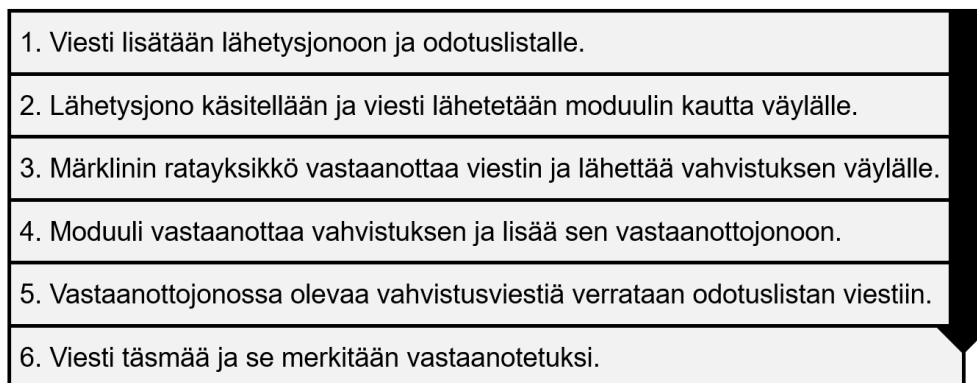 1. Viesti lisätään lähetysjonoon ja odotuslistalle.
2. Lähetysjono käsitellään ja viesti lähetetään moduulin kautta väylälle.
3. Märklinin ratayksikkö vastaanottaa viestin ja lähettää vahvistuksen väylälle.
4. Moduuli vastaanottaa vahvistuksen ja lisää sen vastaanottojonoon.
5. Vastaanottojonossa olevaa vahvistusviestiä verrataan odotuslistan viestiin.
6. Viesti täsmää ja se merkitään vastaanotetuksi.